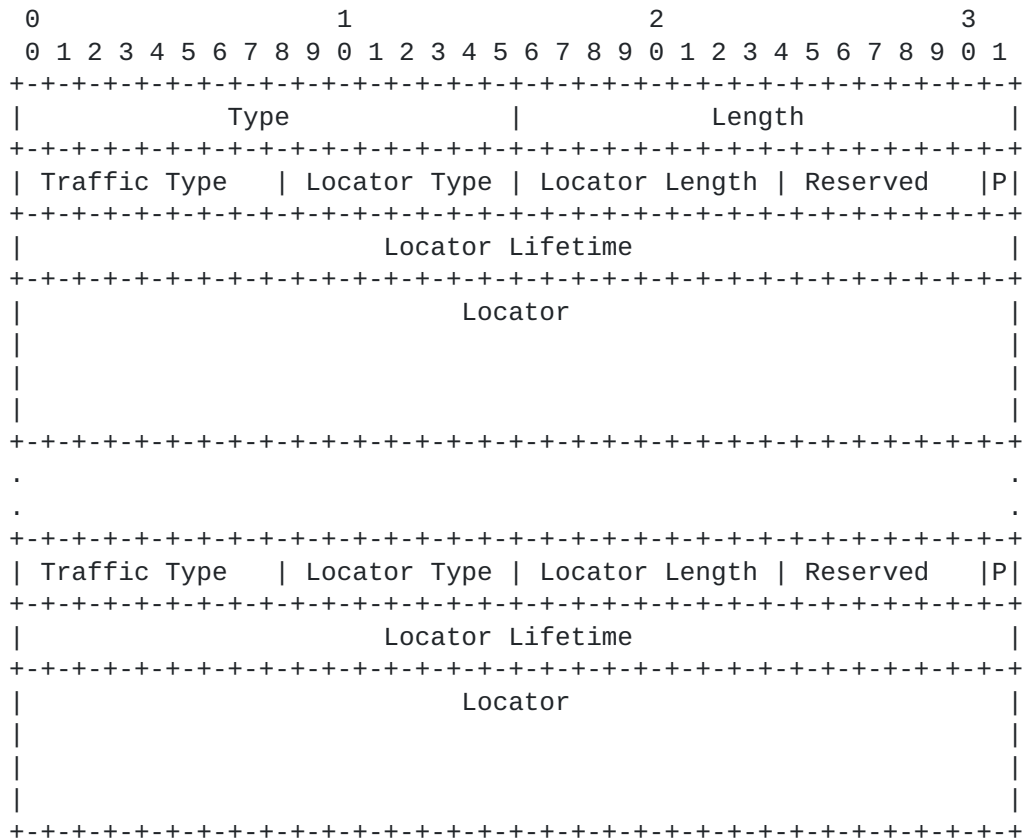 0                   1                   2                   3
 0 1 2 3 4 5 6 7 8 9 0 1 2 3 4 5 6 7 8 9 0 1 2 3 4 5 6 7 8 9 0 1
+-+-+-+-+-+-+-+-+-+-+-+-+-+-+-+-+-+-+-+-+-+-+-+-+-+-+-+-+-+-+-+-+
|             Type              |            Length             |
+-+-+-+-+-+-+-+-+-+-+-+-+-+-+-+-+-+-+-+-+-+-+-+-+-+-+-+-+-+-+-+-+
| Traffic Type   | Locator Type | Locator Length | Reserved   |P|
+-+-+-+-+-+-+-+-+-+-+-+-+-+-+-+-+-+-+-+-+-+-+-+-+-+-+-+-+-+-+-+-+
|                       Locator Lifetime                        |
+-+-+-+-+-+-+-+-+-+-+-+-+-+-+-+-+-+-+-+-+-+-+-+-+-+-+-+-+-+-+-+-+
|                            Locator                            |
|                                                               |
|                                                               |
|                                                               |
+-+-+-+-+-+-+-+-+-+-+-+-+-+-+-+-+-+-+-+-+-+-+-+-+-+-+-+-+-+-+-+-+
.                                                               .
.                                                               .
+-+-+-+-+-+-+-+-+-+-+-+-+-+-+-+-+-+-+-+-+-+-+-+-+-+-+-+-+-+-+-+-+
| Traffic Type   | Locator Type | Locator Length | Reserved   |P|
+-+-+-+-+-+-+-+-+-+-+-+-+-+-+-+-+-+-+-+-+-+-+-+-+-+-+-+-+-+-+-+-+
|                       Locator Lifetime                        |
+-+-+-+-+-+-+-+-+-+-+-+-+-+-+-+-+-+-+-+-+-+-+-+-+-+-+-+-+-+-+-+-+
|                            Locator                            |
|                                                               |
|                                                               |
|                                                               |
+-+-+-+-+-+-+-+-+-+-+-+-+-+-+-+-+-+-+-+-+-+-+-+-+-+-+-+-+-+-+-+-+